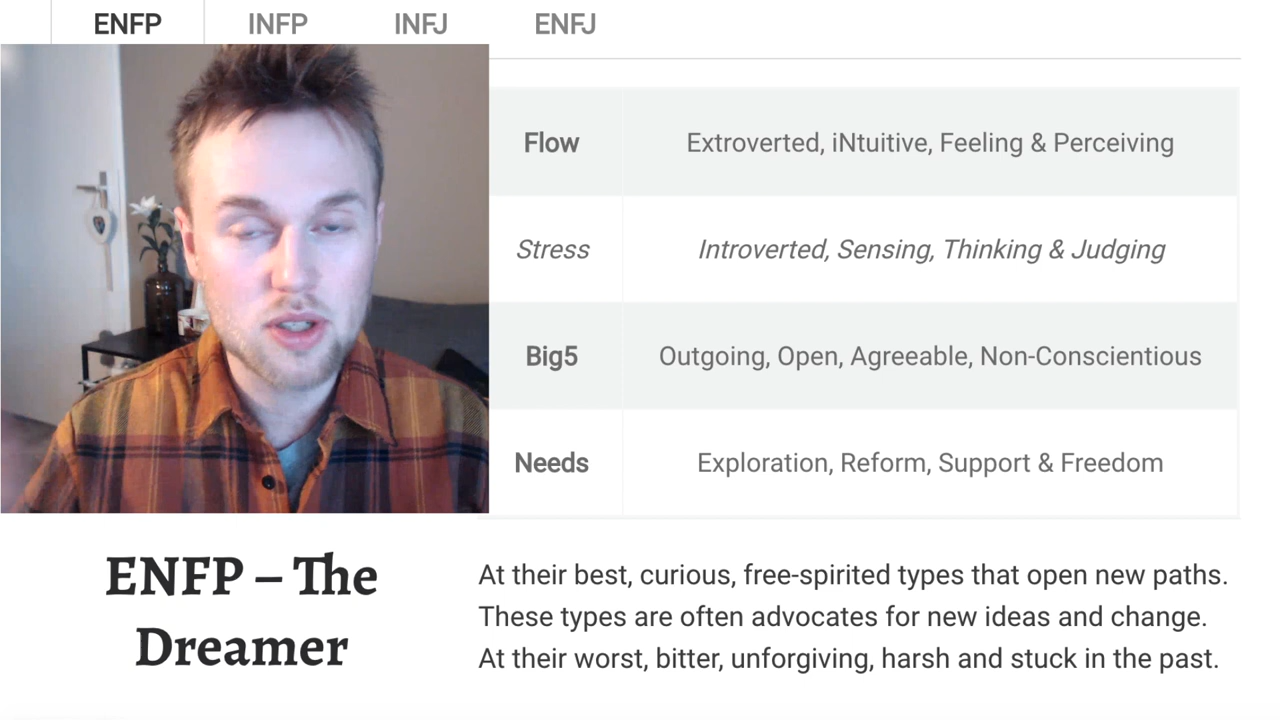 ENFP INFP INFJ ENFJ
Flow Extroverted, iNtuitive, Feeling & Perceiving
Stress Introverted, Sensing, Thinking & Judging
Big5 Outgoing, Open, Agreeable, Non-Conscientious
Needs Exploration, Reform, Support & Freedom
ENFP – The
Dreamer
At their best, curious, free-spirited types that open new paths.
These types are often advocates for new ideas and change.
At their worst, bitter, unforgiving, harsh and stuck in the past.